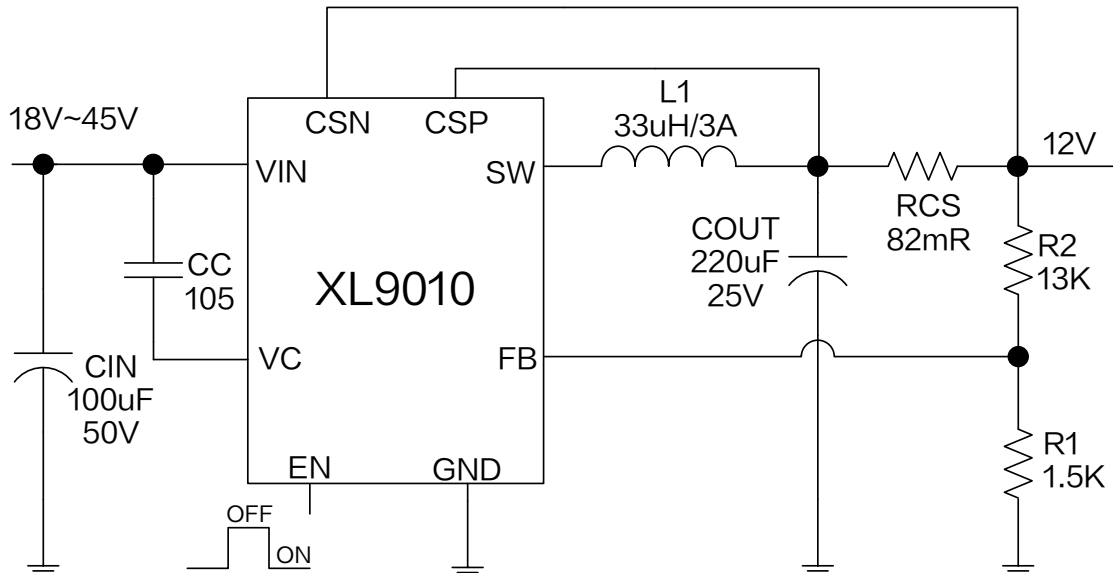 18V~45V
CSN
CSP
L1
33uH/3A
12V
VIN
SW
RCS
82mR
COUT
220uF
25V
R2
13K
CC
105
XL9010
VC
FB
CIN
100uF
50V
EN
GND
R1
1.5K
OFF
ON